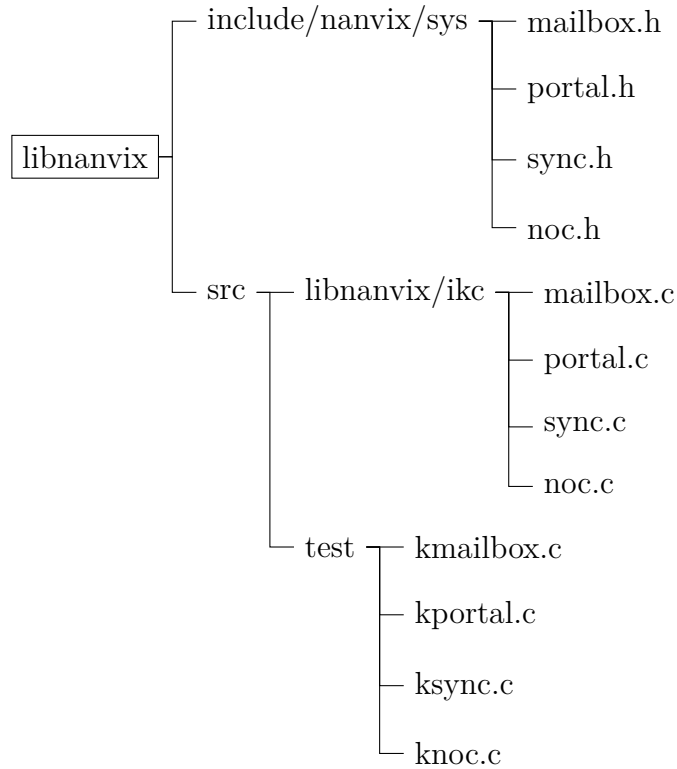 include/nanvix/sys
mailbox.h
portal.h
libnanvix
sync.h
noc.h
src
libnanvix/ikc
mailbox.c
portal.c
sync.c
noc.c
test
kmailbox.c
kportal.c
ksync.c
knoc.c